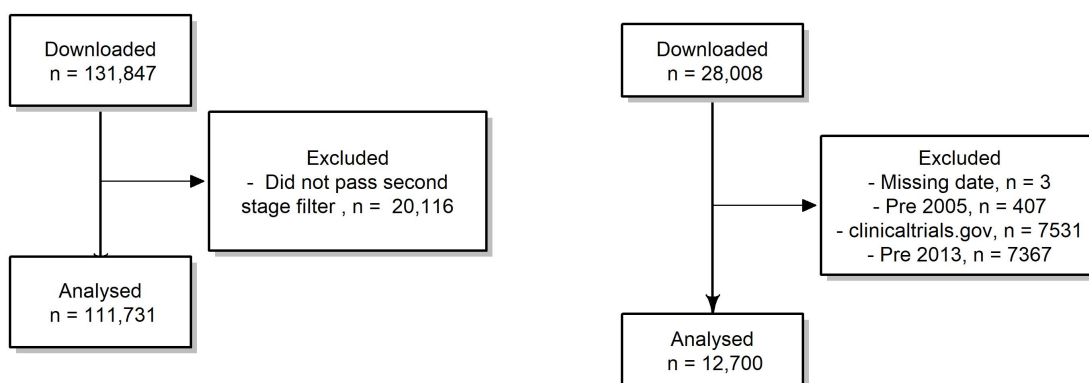 Downloaded
n = 131,847
Excluded
- Did not pass second
stage filter , n = 20,116
Analysed
n = 111,731
Downloaded
n = 28,008
Excluded
- Missing date, n = 3
- Pre 2005, n = 407
- clinicaltrials.gov, n = 7531
- Pre 2013, n = 7367
Analysed
n = 12,700